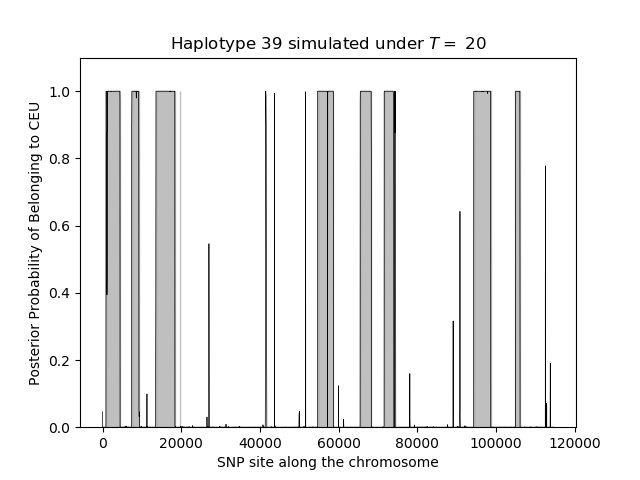 Haplotype 39 simulated under T = 20
Posterior Probability of Belonging to CEU
1.0
0.8
0.6
0.4
0.2
0.0
0 20000 40000 60000 80000 100000 120000
SNP site along the chromosome